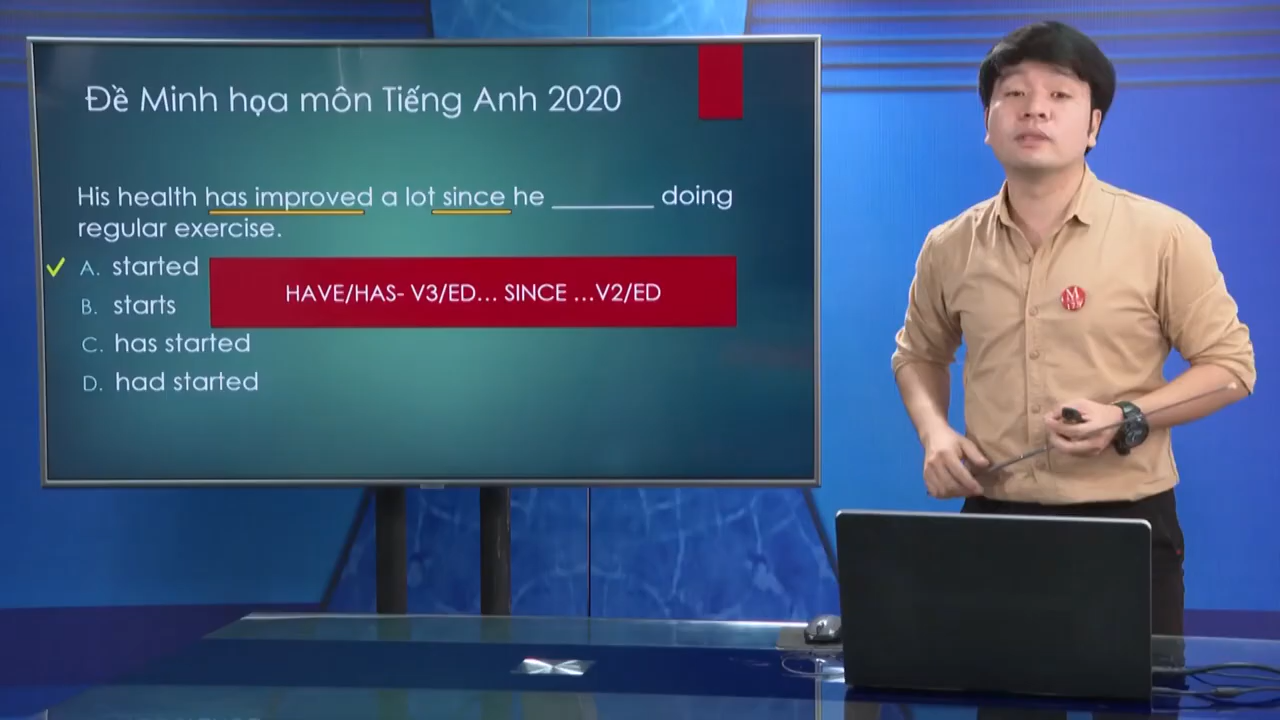 Đề Minh họa môn Tiếng Anh 2020
His health has improved a lot since he ________ doing
regular exercise.
A. started
B. starts
C. has started
D. had started
HAVE/HAS- V3/ED... SINCE ...V2/ED
M